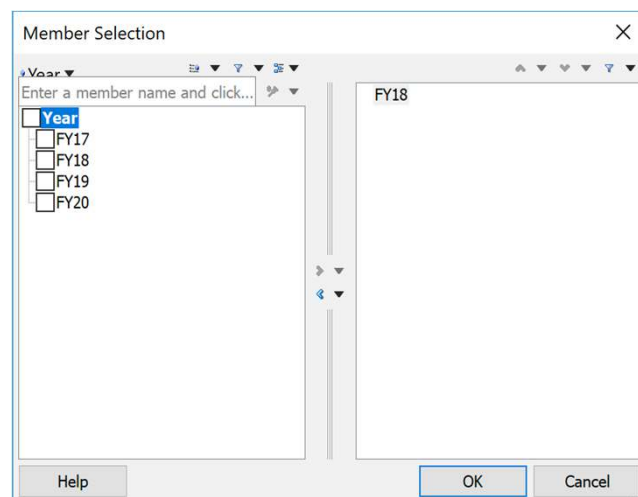 Member Selection
Year
Enter a member name and click...
FY18
Year
FY17
FY18
FY19
FY20
Help
OK
Cancel